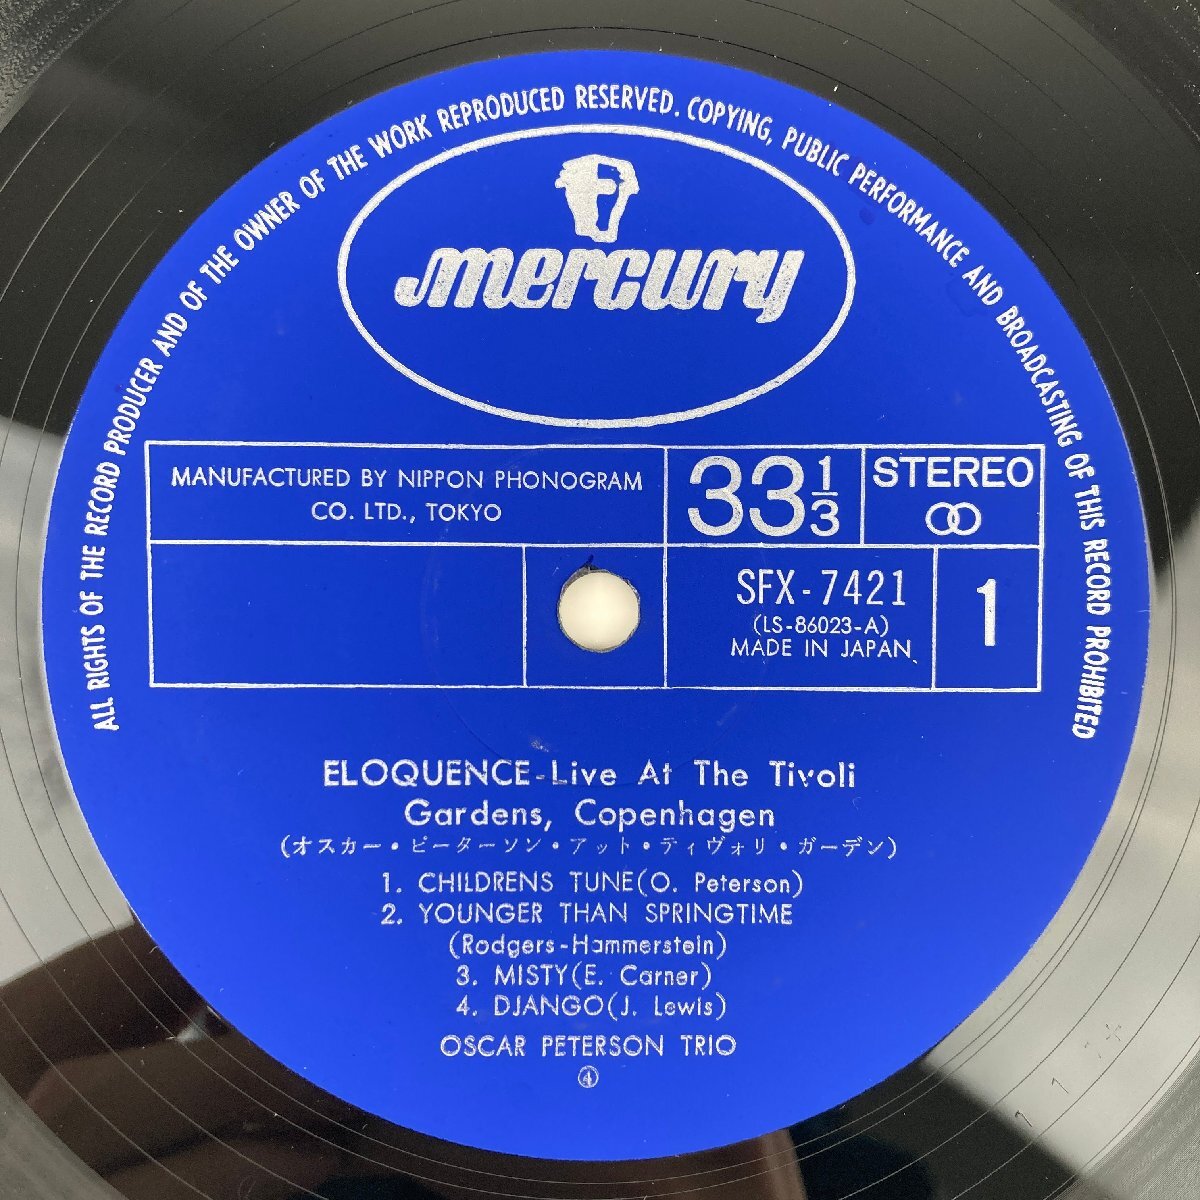 ALL RIGHTS OF THE RECORD PRODUCER AND OF THE OWNER OF THE WORK REPRODUCED RESERVED. COPYING, PUBLIC PERFORMANCE AND BROADCASTING OF THIS RECORD PROHIBITED
mercury
MANUFACTURED BY NIPPON PHONOGRAM
CO. LTD., TOKYO
33 1/3
STEREO
SFX-7421
(LS-86023-A)
MADE IN JAPAN
1
ELOQUENCE-Live At The Tivoli
Gardens, Copenhagen
(オスカー・ピーターソン・アット・ティヴォリ・ガーデン)
1. CHILDRENS TUNE(O. Peterson)
2. YOUNGER THAN SPRINGTIME
(Rodgers-Hammerstein)
3. MISTY(E. Carner)
4. DJANGO(J. Lewis)
OSCAR PETERSON TRIO
④